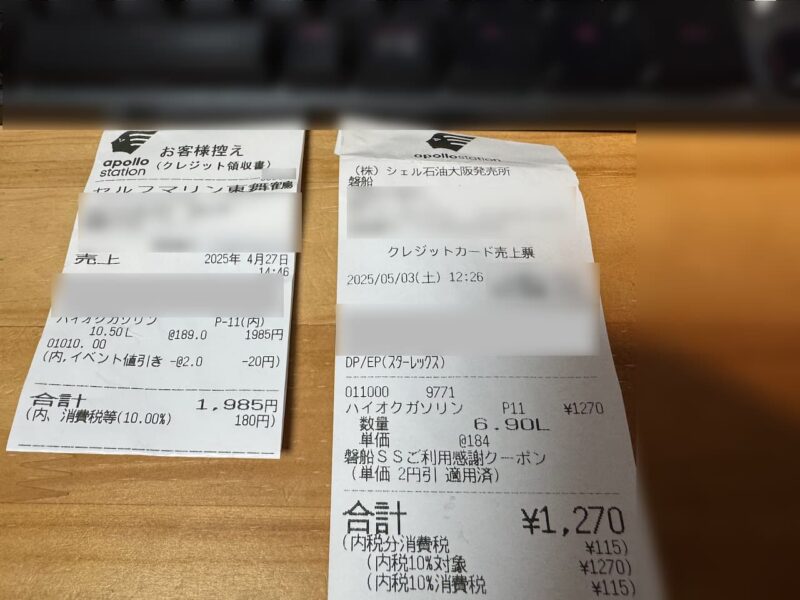 apollo
station
お客様控え
(クレジット領収書)
セルフマリン東舞鶴
売上
2025年 4月27日
14:46
ハイオクガソリン P-11(内)
10.50L @189.0 1985円
01010. 00
(内,イベント値引き -@2.0 -20円)
合計 1,985円
(内、消費税等(10.00%) 180円)
apollostation
(株)シェル石油大阪発売所
磐船
クレジットカード売上票
2025/05/03(土) 12:26
DP/EP(スターレックス)
011000 9771
ハイオクガソリン P11 ¥1270
数量 6.90L
単価 @184
磐船SSご利用感謝クーポン
(単価 2円引 適用済)
合計 ¥1,270
(内税分消費税 ¥115)
(内税10%対象 ¥1270)
(内税10%消費税 ¥115)